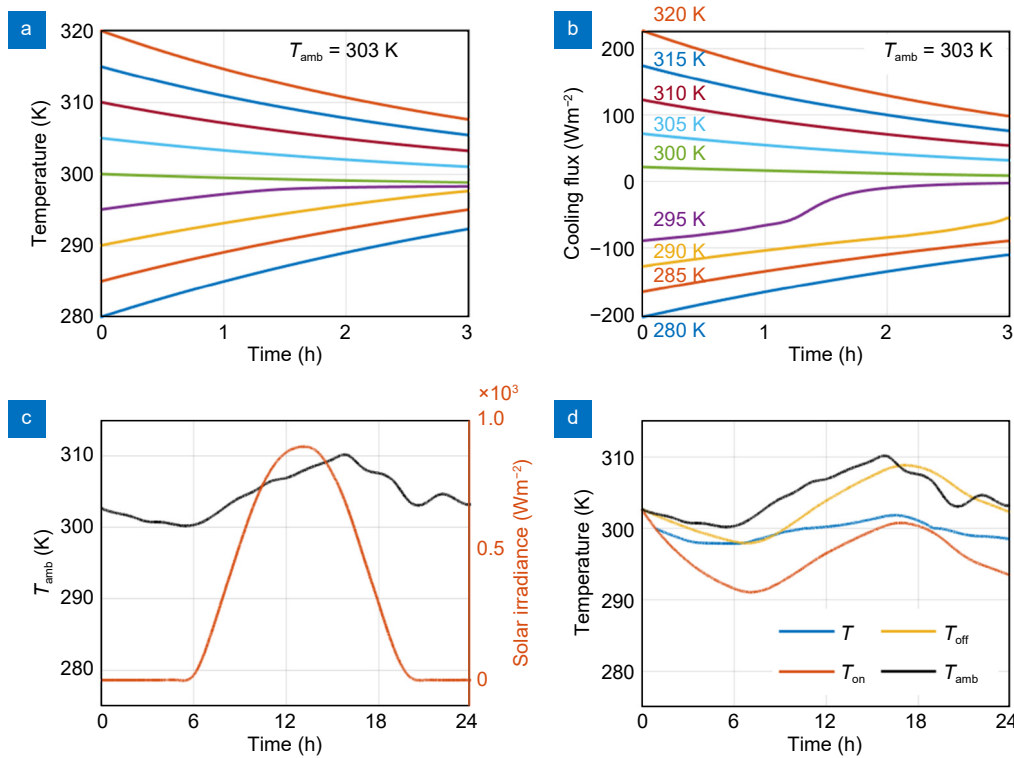 a
T_amb = 303 K
320
310
300
290
280
Temperature (K)
0 1 2 3
Time (h)
b
320 K
T_amb = 303 K
315 K
310 K
305 K
300 K
295 K
290 K
285 K
280 K
200
100
0
−100
−200
Cooling flux (Wm⁻²)
0 1 2 3
Time (h)
c
×10³
310
300
290
280
T_amb (K)
1.0
0.5
0
Solar irradiance (Wm⁻²)
0 6 12 18 24
Time (h)
d
310
300
290
280
Temperature (K)
T T_off
T_on T_amb
0 6 12 18 24
Time (h)